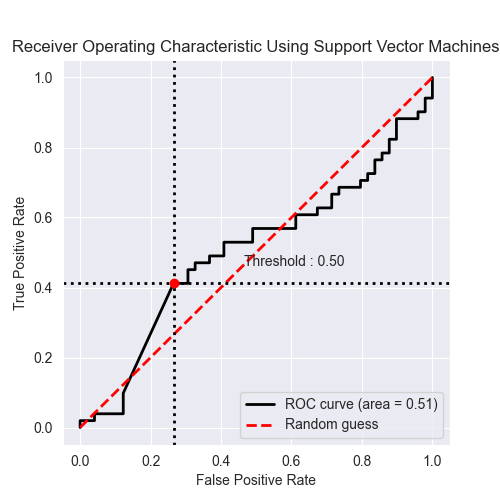 Receiver Operating Characteristic Using Support Vector Machines
True Positive Rate
1.0
0.8
0.6
0.4
0.2
0.0
Threshold : 0.50
ROC curve (area = 0.51)
Random guess
0.0 0.2 0.4 0.6 0.8 1.0
False Positive Rate